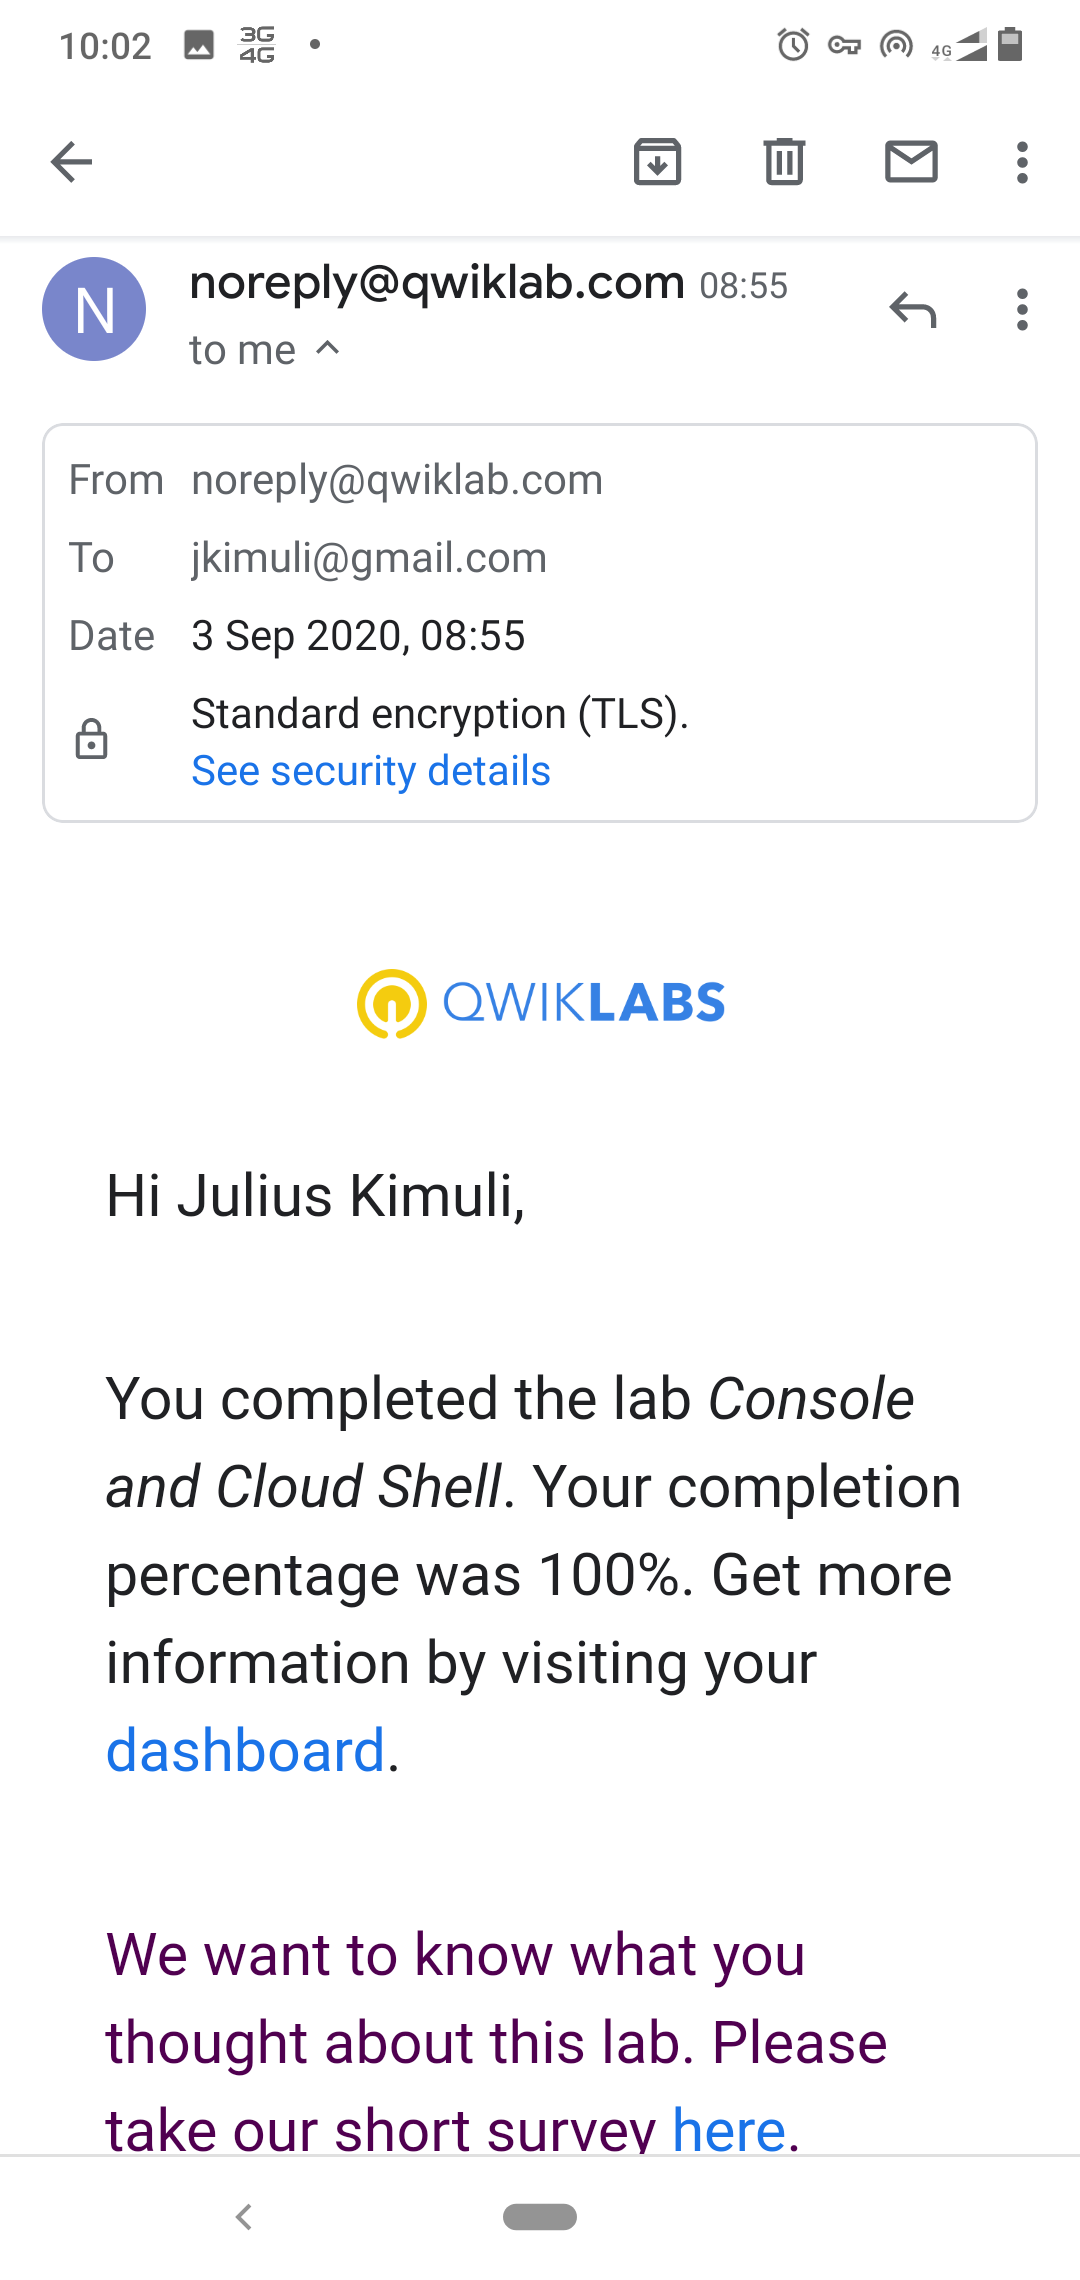 10:02 3G 4G 4G
noreply@qwiklab.com 08:55
N
to me
From noreply@qwiklab.com
To jkimuli@gmail.com
Date 3 Sep 2020, 08:55
Standard encryption (TLS).
See security details
QWIKLABS
Hi Julius Kimuli,
You completed the lab Console
and Cloud Shell. Your completion
percentage was 100%. Get more
information by visiting your
dashboard.
We want to know what you
thought about this lab. Please
take our short survey here.